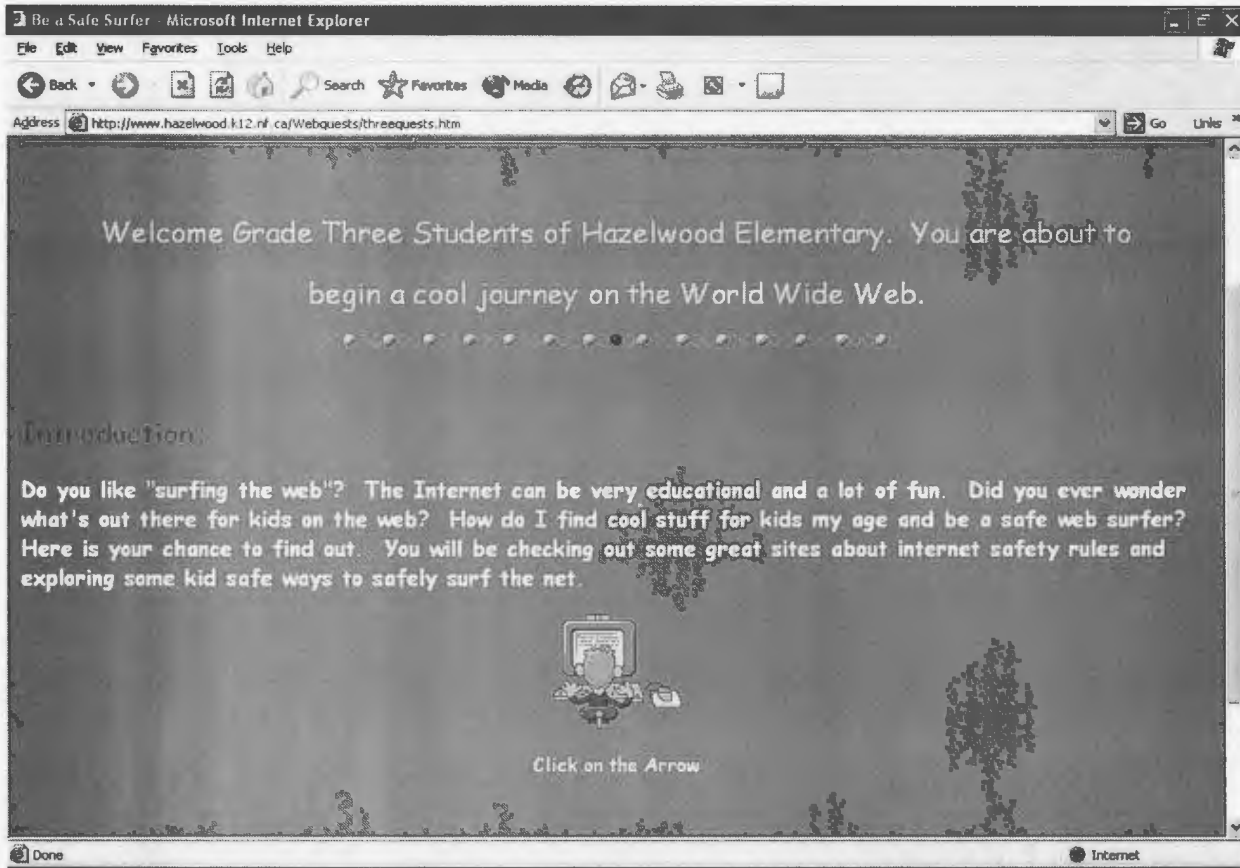 Be a Safe Surfer - Microsoft Internet Explorer
File Edit View Favorites Tools Help
Back Search Favorites Media
Address http://www.hazelwood.k12.nf.ca/Webquests/threequests.htm Go Links
Welcome Grade Three Students of Hazelwood Elementary. You are about to
begin a cool journey on the World Wide Web.
Introduction:
Do you like "surfing the web"? The Internet can be very educational and a lot of fun. Did you ever wonder
what's out there for kids on the web? How do I find cool stuff for kids my age and be a safe web surfer?
Here is your chance to find out. You will be checking out some great sites about internet safety rules and
exploring some kid safe ways to safely surf the net.
Click on the Arrow
Done Internet